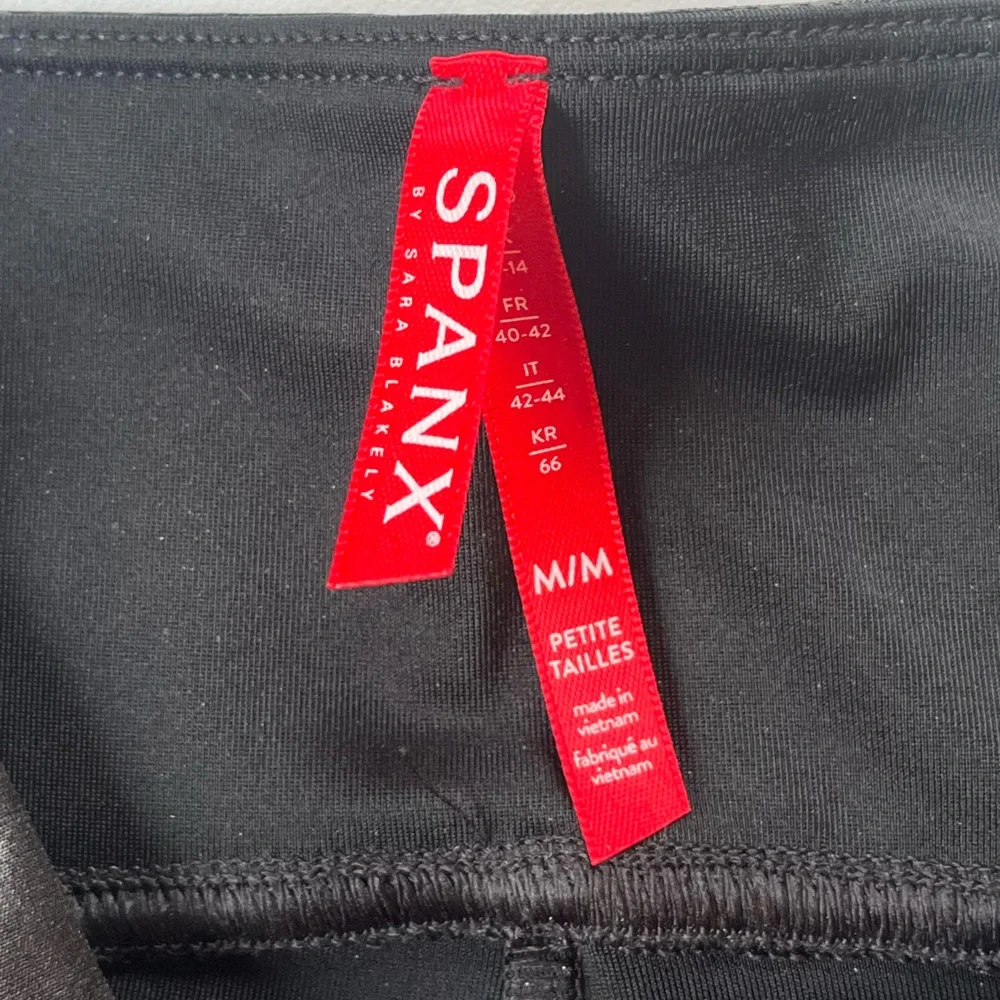 SPANX®
BY SARA BLAKELY
-14
FR
40-42
IT
42-44
KR
66
M/M
PETITE
TAILLES
made in
vietnam
fabriqué au
vietnam